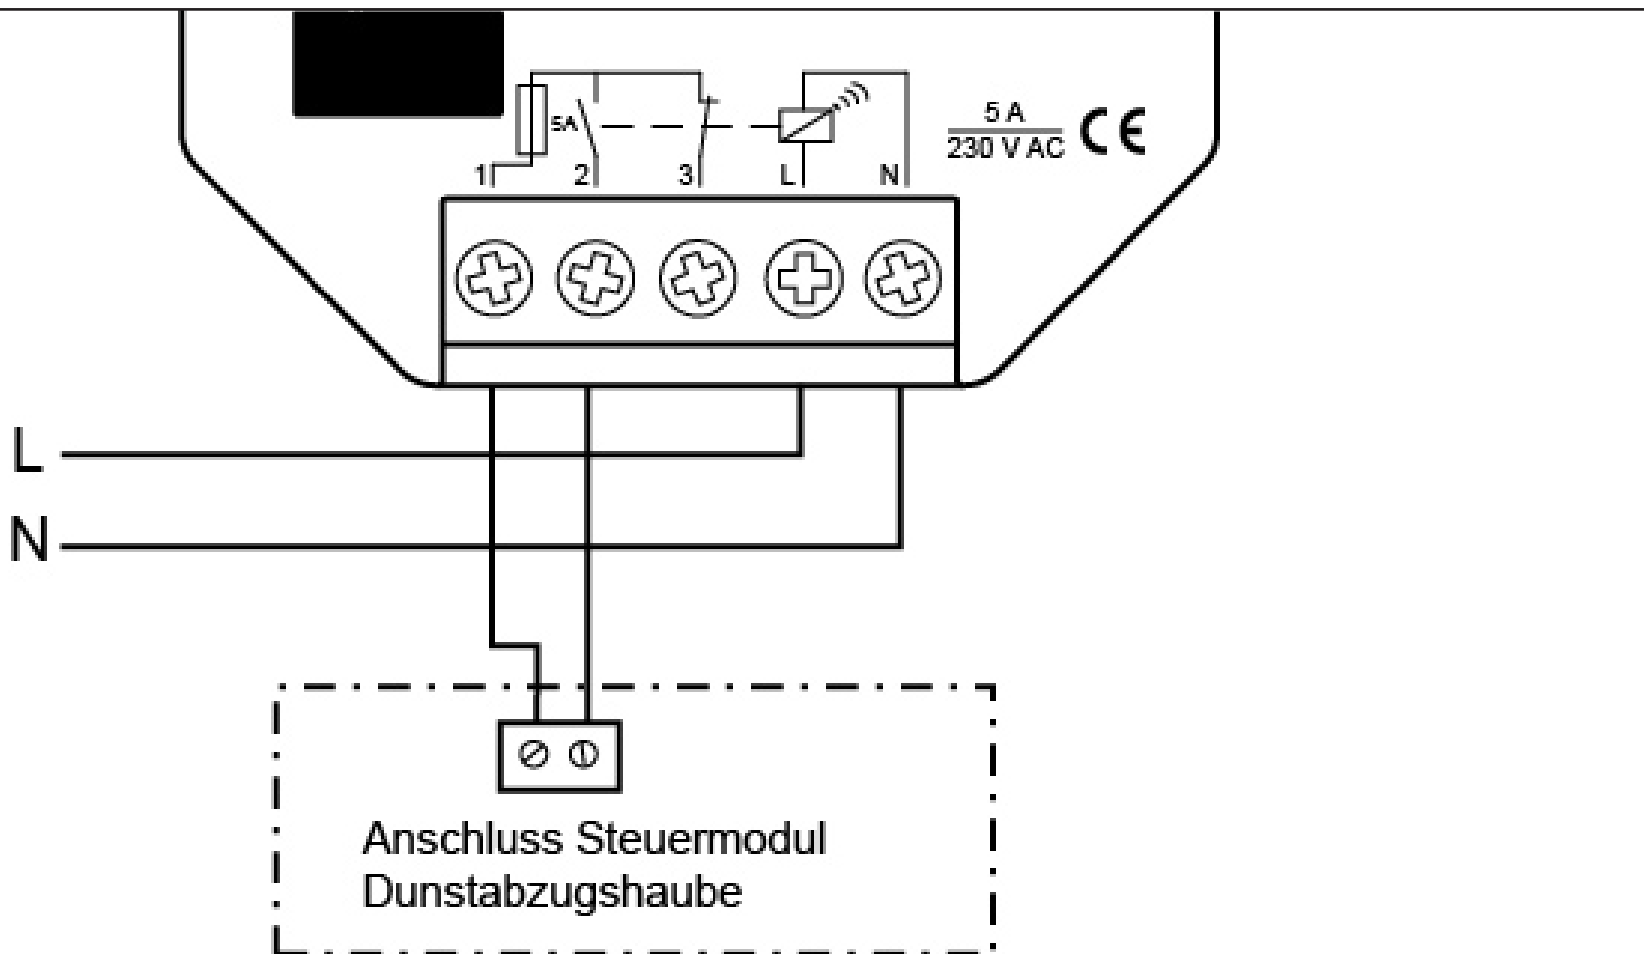 5A
1 2 3 L N
5 A
230 V AC
CE
L
N
Anschluss Steuermodul
Dunstabzugshaube